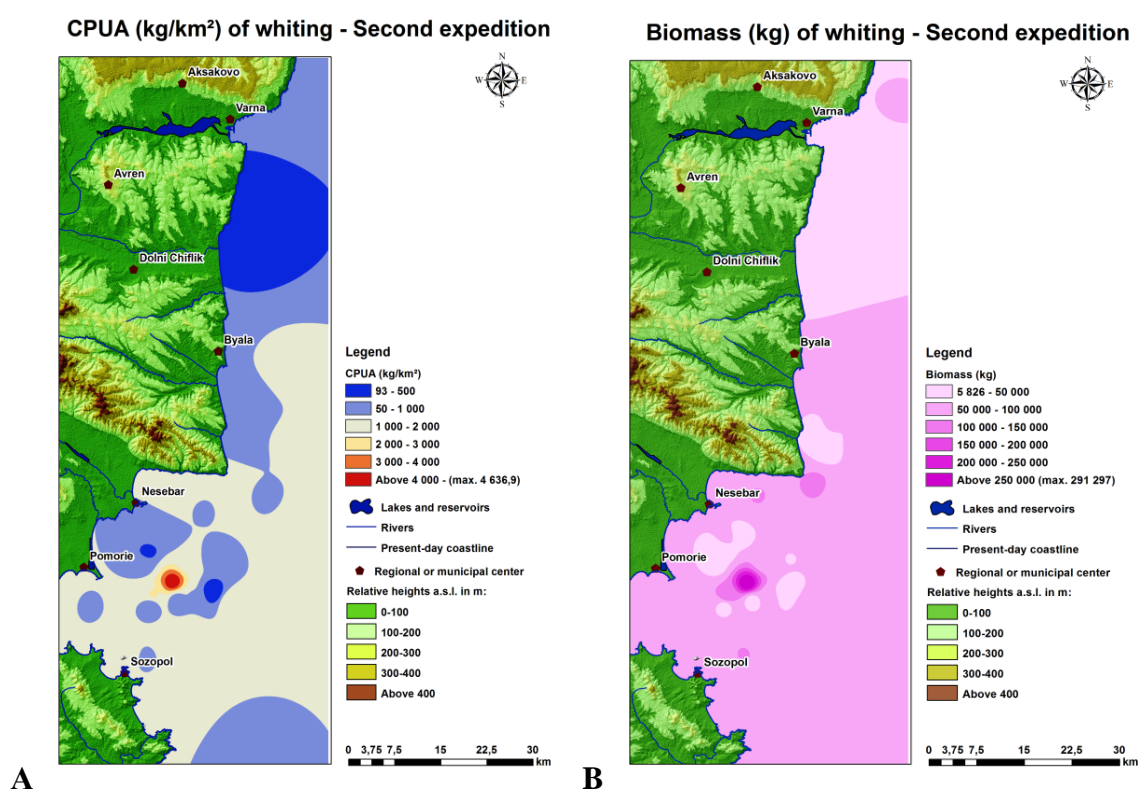 CPUA (kg/km²) of whiting - Second expedition
N
W E
S
Aksakovo
Varna
Avren
Dolni Chiflik
Byala
Nesebar
Pomorie
Sozopol
Legend
CPUA (kg/km²)
93 - 500
50 - 1 000
1 000 - 2 000
2 000 - 3 000
3 000 - 4 000
Above 4 000 - (max. 4 636,9)
Lakes and reservoirs
Rivers
Present-day coastline
Regional or municipal center
Relative heights a.s.l. in m:
0-100
100-200
200-300
300-400
Above 400
0 3,75 7,5 15 22,5 30
km
A
Biomass (kg) of whiting - Second expedition
N
W E
S
Aksakovo
Varna
Avren
Dolni Chiflik
Byala
Nesebar
Pomorie
Sozopol
Legend
Biomass (kg)
5 826 - 50 000
50 000 - 100 000
100 000 - 150 000
150 000 - 200 000
200 000 - 250 000
Above 250 000 (max. 291 297)
Lakes and reservoirs
Rivers
Present-day coastline
Regional or municipal center
Relative heights a.s.l. in m:
0-100
100-200
200-300
300-400
Above 400
0 3,75 7,5 15 22,5 30
km
B